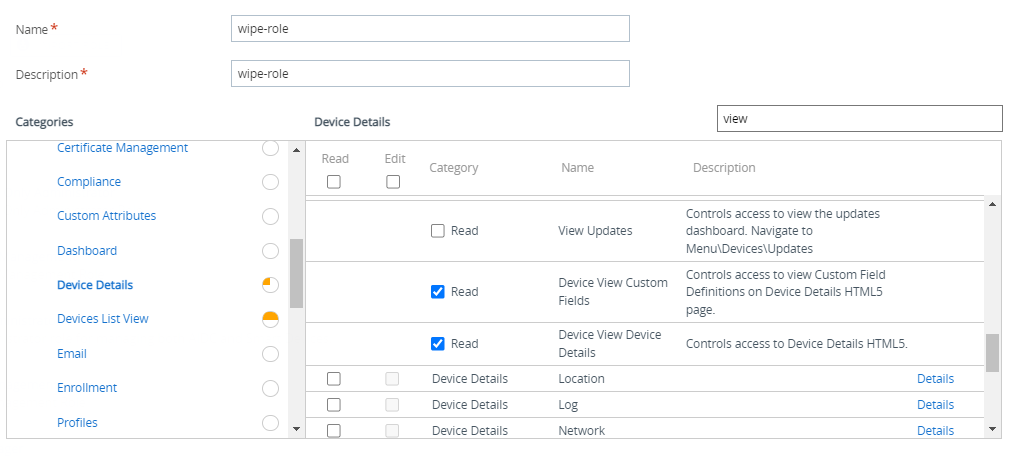 Name *
wipe-role
Description *
wipe-role
Categories
Device Details
view
Certificate Management
Compliance
Custom Attributes
Dashboard
Device Details
Devices List View
Email
Enrollment
Profiles
Read
Edit
Category
Name
Description
Read
View Updates
Controls access to view the updates
dashboard. Navigate to
Menu\Devices\Updates
Read
Device View Custom
Fields
Controls access to view Custom Field
Definitions on Device Details HTML5
page.
Read
Device View Device
Details
Controls access to Device Details HTML5.
Device Details Location Details
Device Details Log Details
Device Details Network Details